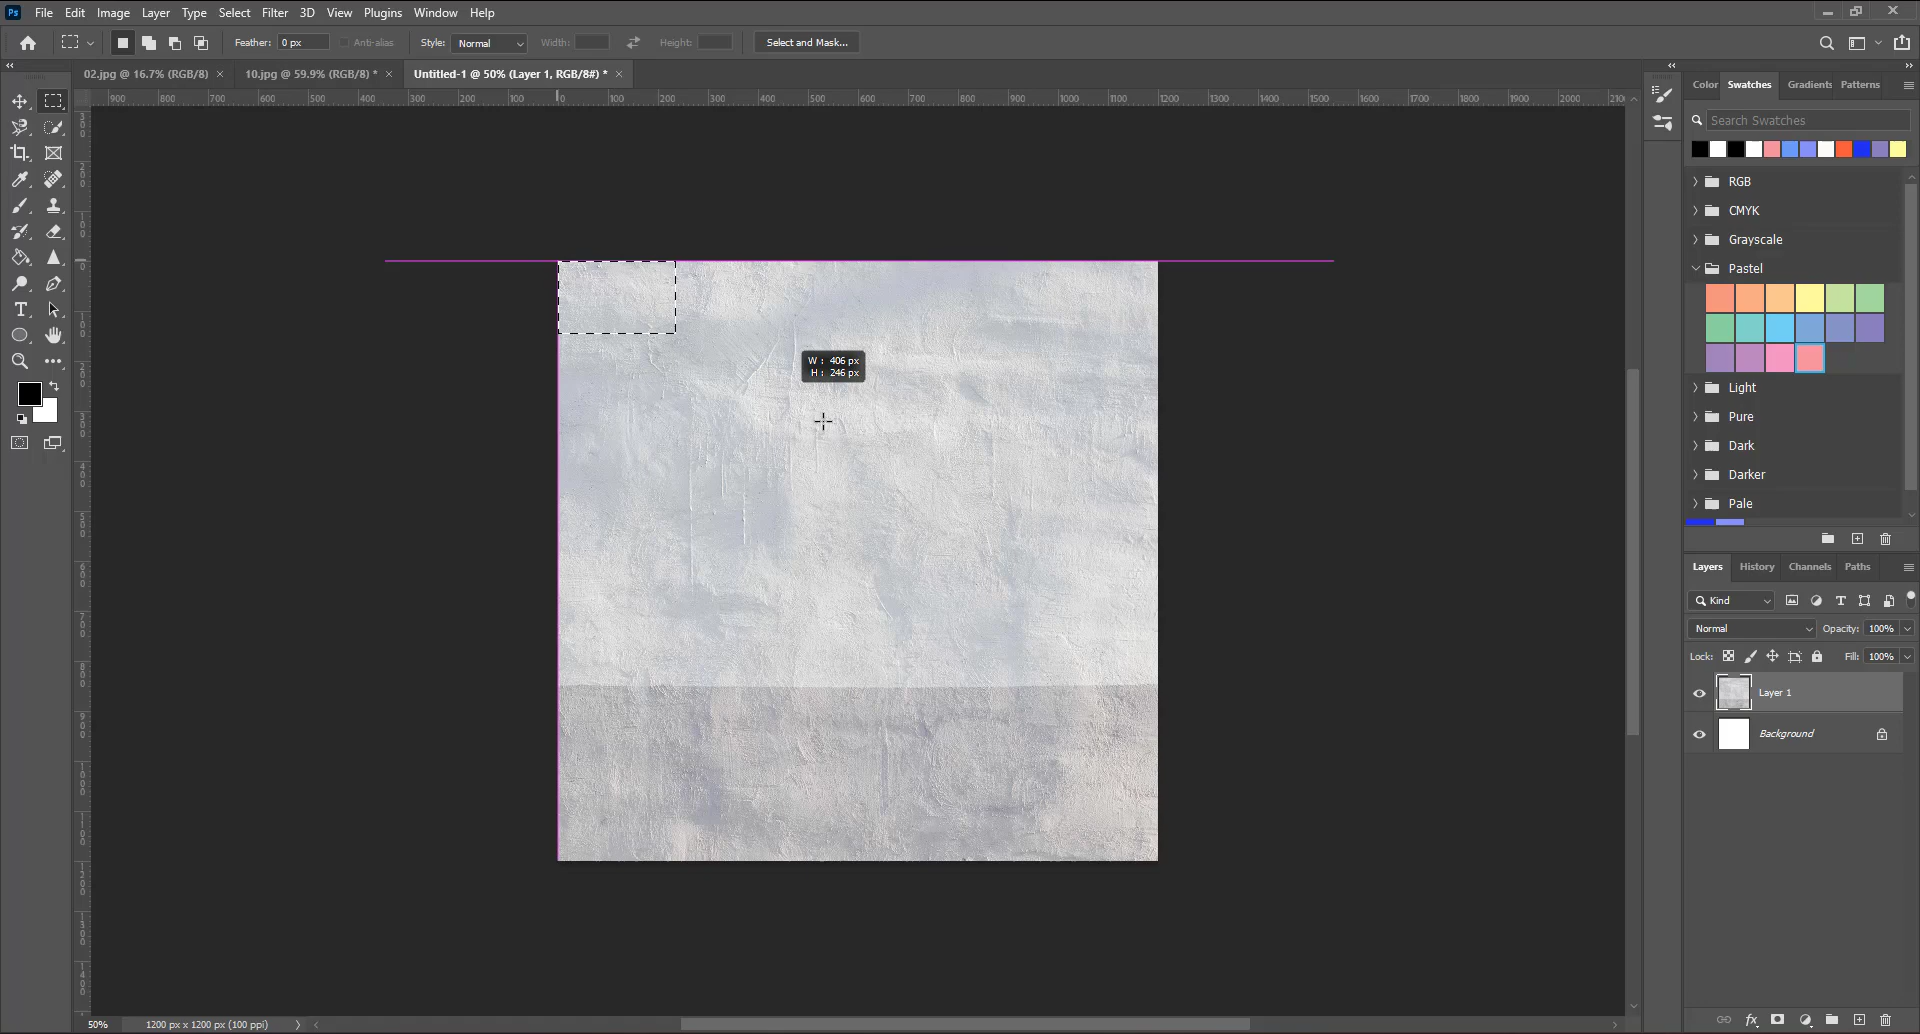 Ps File Edit Image Layer Type Select Filter 3D View Plugins Window Help
Feather: 0 px Anti-alias Style: Normal Width: Height: Select and Mask...
02.jpg @ 16.7% (RGB/8) × 10.jpg @ 59.9% (RGB/8) * × Untitled-1 @ 50% (Layer 1, RGB/8#) * ×
900 800 700 600 500 400 300 200 100 0 100 200 300 400 500 600 700 800 900 1000 1100 1200 1300 1400 1500 1600 1700 1800 1900 2000
Color Swatches Gradients Patterns
Search Swatches
RGB
CMYK
Grayscale
Pastel
Light
Pure
Dark
Darker
Pale
W : 406 px
H : 246 px
Layers History Channels Paths
Kind
Normal Opacity: 100%
Lock: Fill: 100%
Layer 1
Background
50% 1200 px x 1200 px (100 ppi)